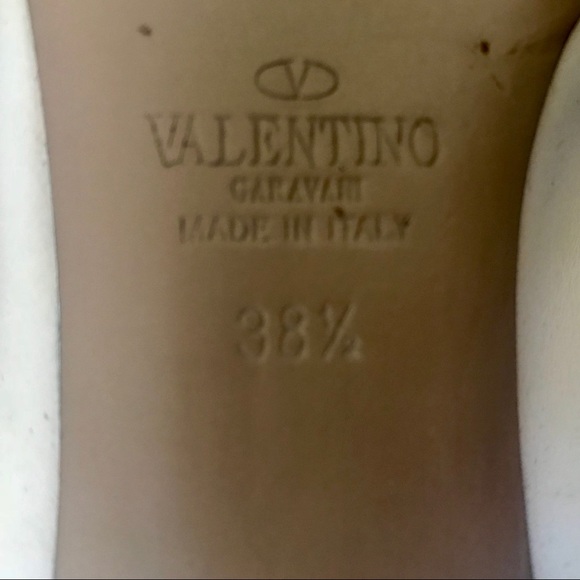 V
VALENTINO
GARAVANI
MADE IN ITALY
38½